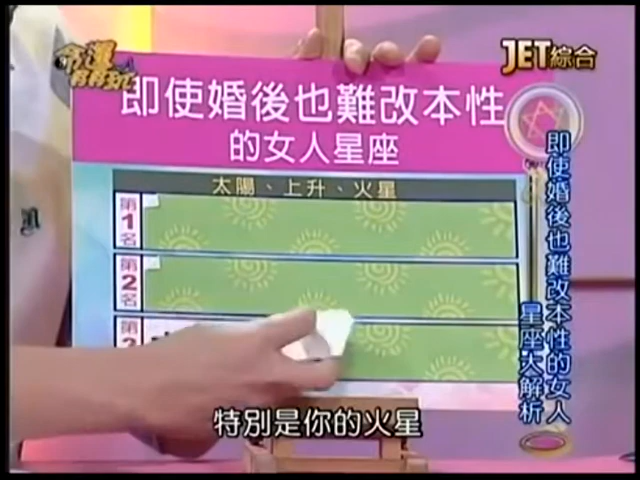 命運好好玩
JET綜合
即使婚後也難改本性
的女人星座
太陽、上升、火星
第1名
第2名
即使婚後也難改本性的女人
星座大解析
特別是你的火星